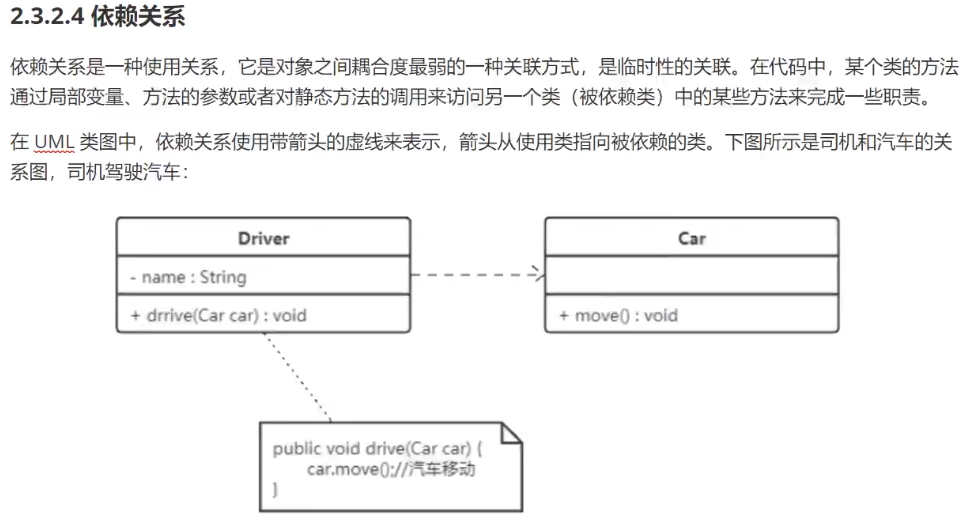 2.3.2.4 依赖关系
依赖关系是一种使用关系，它是对象之间耦合度最弱的一种关联方式，是临时性的关联。在代码中，某个类的方法
通过局部变量、方法的参数或者对静态方法的调用来访问另一个类（被依赖类）中的某些方法来完成一些职责。
在 UML 类图中，依赖关系使用带箭头的虚线来表示，箭头从使用类指向被依赖的类。下图所示是司机和汽车的关
系图，司机驾驶汽车：
Driver
- name : String
+ drrive(Car car) : void
Car
+ move() : void
public void drive(Car car) {
car.move();//汽车移动
}